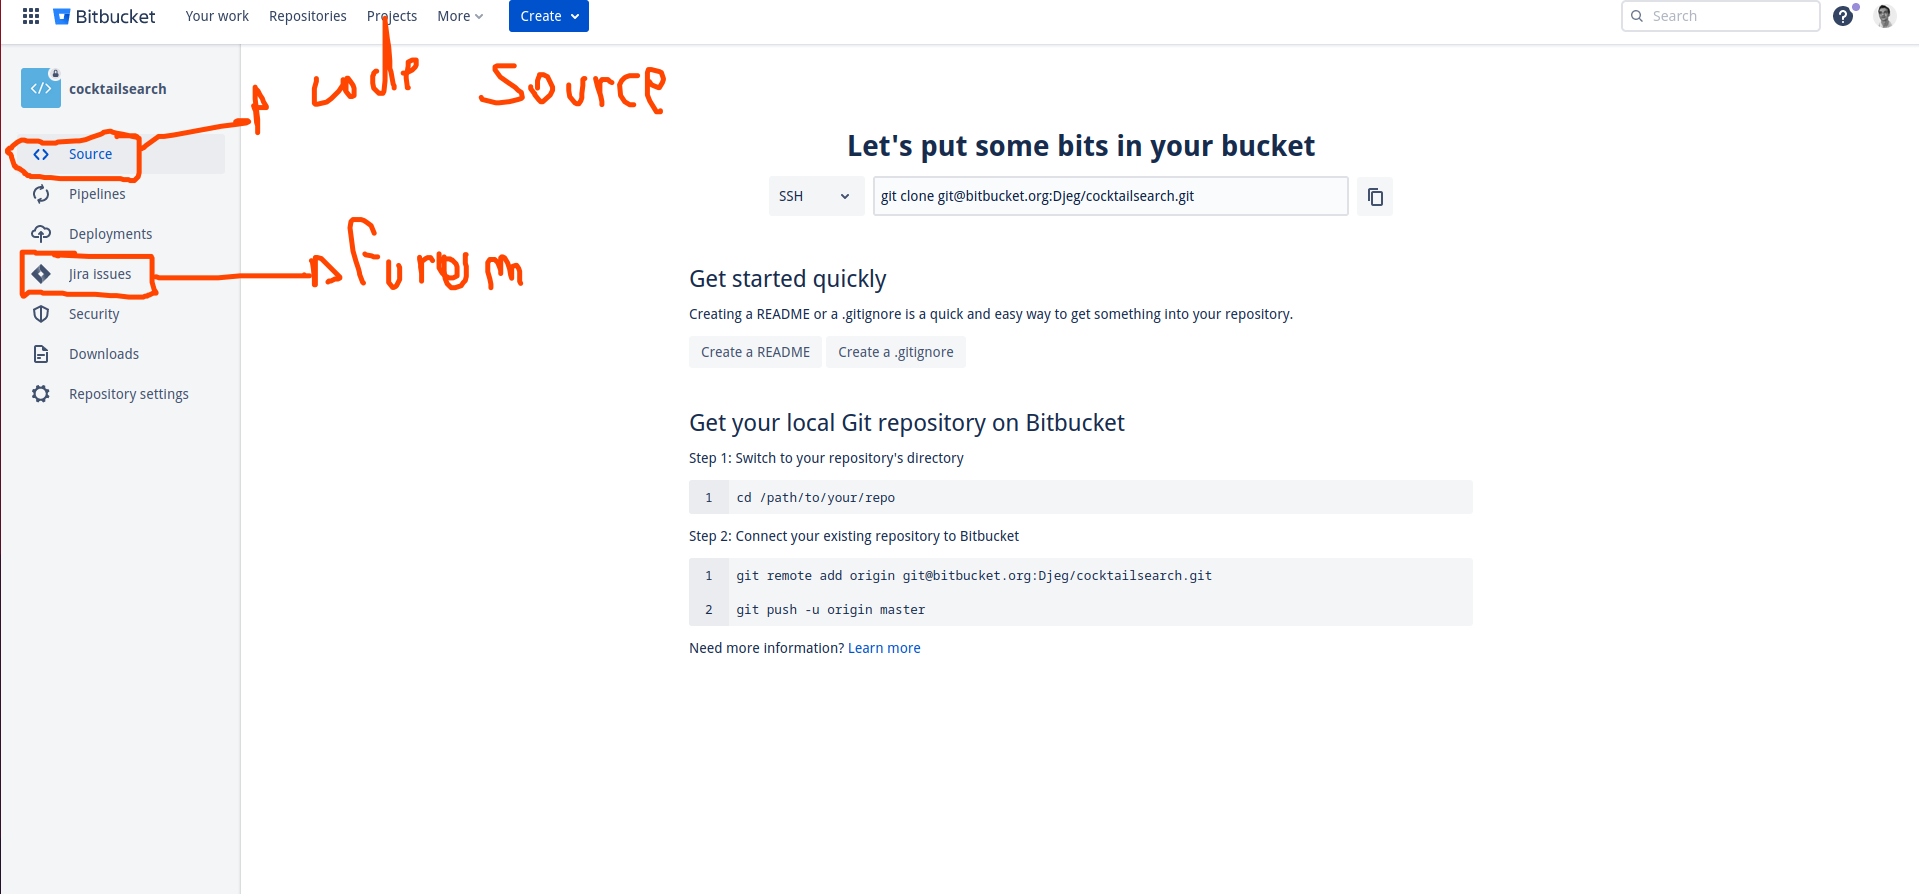 Bitbucket Your work Repositories Projects More Create Search
cocktailsearch
code source
Source
Pipelines
Deployments
Jira issues
Security
Downloads
Repository settings
Let's put some bits in your bucket
SSH git clone git@bitbucket.org:Djeg/cocktailsearch.git
Get started quickly
Creating a README or a .gitignore is a quick and easy way to get something into your repository.
Create a README Create a .gitignore
Get your local Git repository on Bitbucket
Step 1: Switch to your repository's directory
1 cd /path/to/your/repo
Step 2: Connect your existing repository to Bitbucket
1 git remote add origin git@bitbucket.org:Djeg/cocktailsearch.git
2 git push -u origin master
Need more information? Learn more